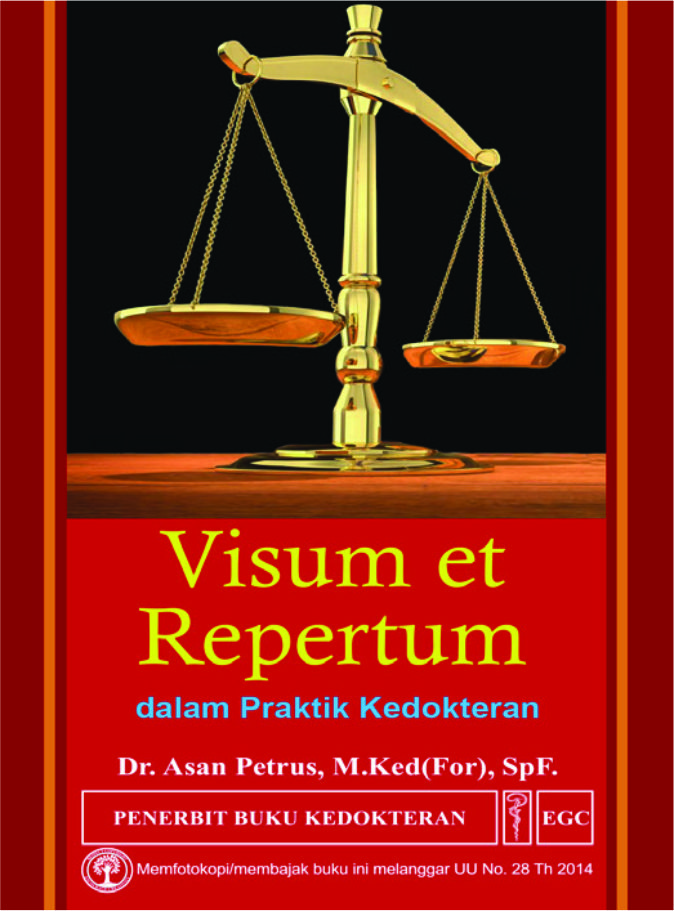 Visum et
Repertum
dalam Praktik Kedokteran
Dr. Asan Petrus, M.Ked(For), SpF.
PENERBIT BUKU KEDOKTERAN
EGC
Memfotokopi/membajak buku ini melanggar UU No. 28 Th 2014